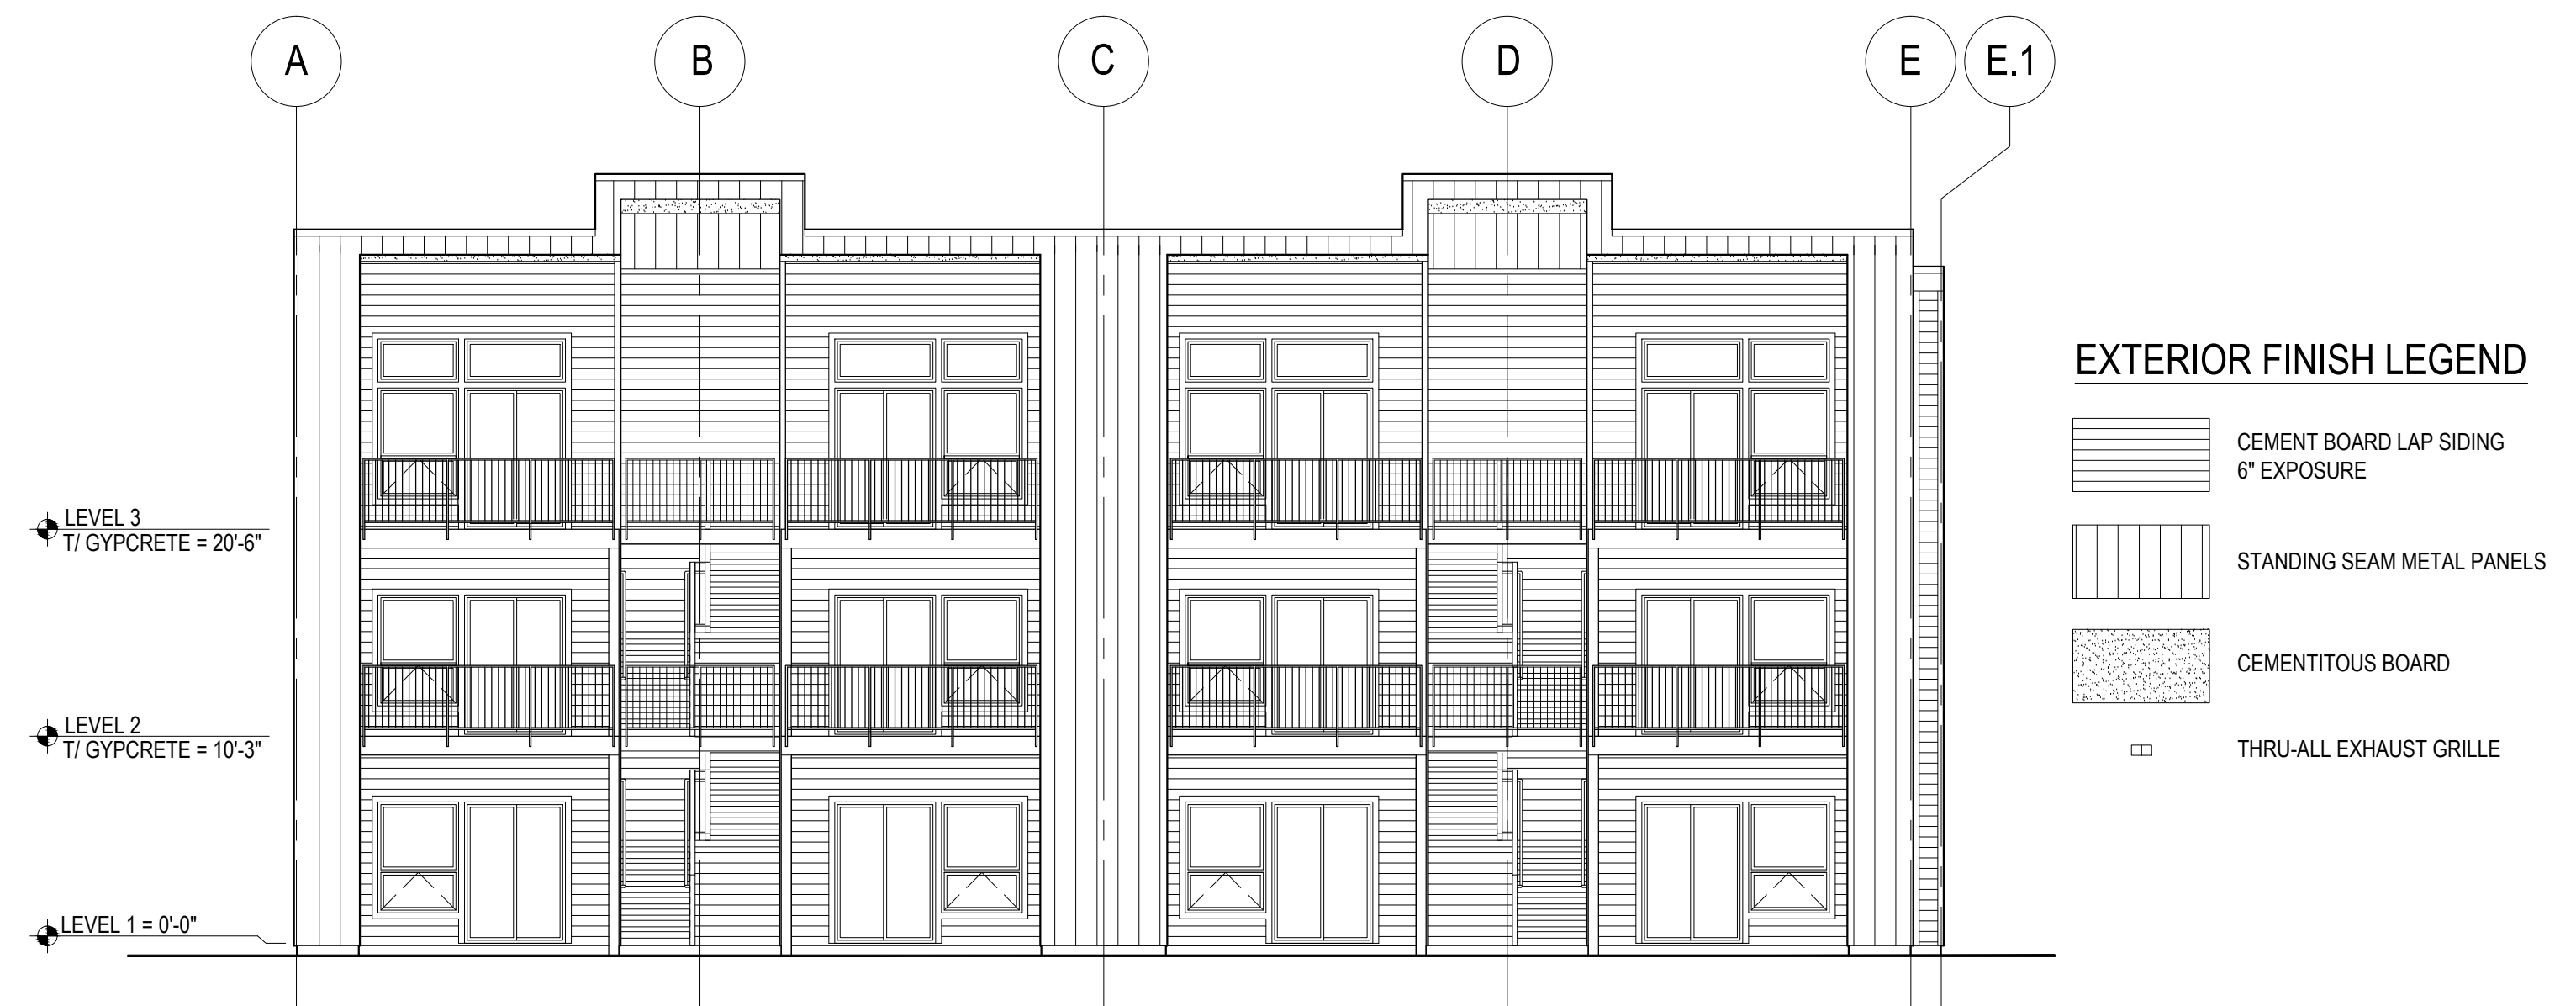 A B C D E E.1
EXTERIOR FINISH LEGEND
CEMENT BOARD LAP SIDING
6" EXPOSURE
STANDING SEAM METAL PANELS
CEMENTITOUS BOARD
THRU-ALL EXHAUST GRILLE
LEVEL 3
T/ GYPCRETE = 20'-6"
LEVEL 2
T/ GYPCRETE = 10'-3"
LEVEL 1 = 0'-0"